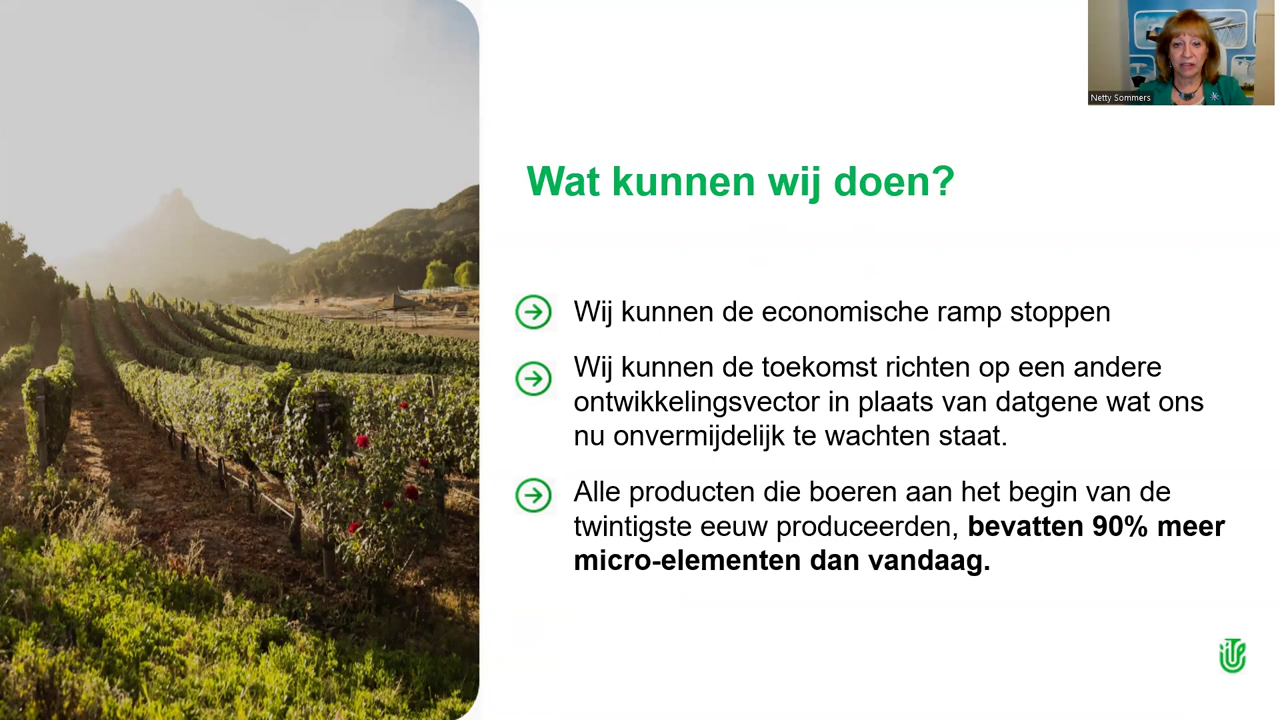 Netty Sommers
Wat kunnen wij doen?
Wij kunnen de economische ramp stoppen
Wij kunnen de toekomst richten op een andere
ontwikkelingsvector in plaats van datgene wat ons
nu onvermijdelijk te wachten staat.
Alle producten die boeren aan het begin van de
twintigste eeuw produceerden, bevatten 90% meer
micro-elementen dan vandaag.